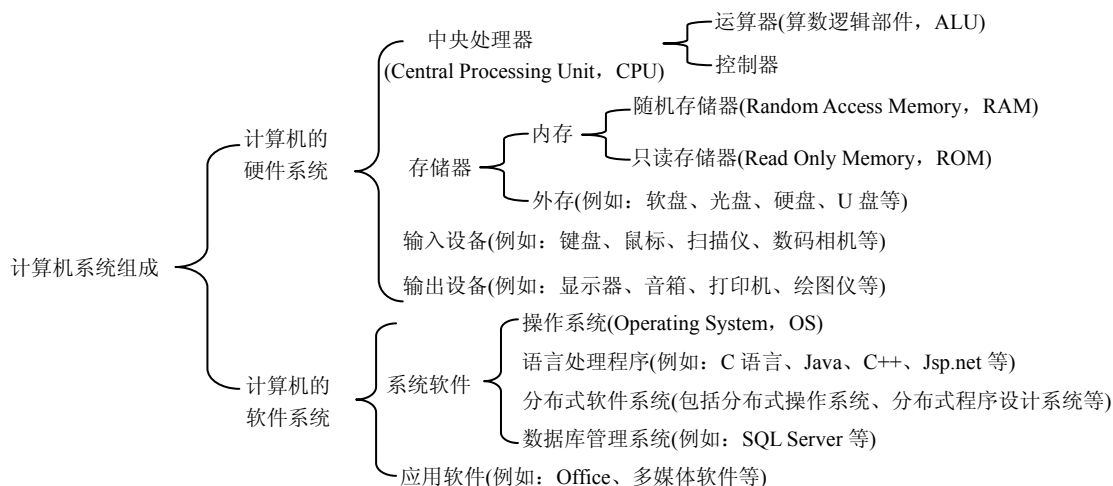 计算机系统组成
计算机的
硬件系统
中央处理器
(Central Processing Unit，CPU)
运算器(算数逻辑部件，ALU)
控制器
存储器
内存
随机存储器(Random Access Memory，RAM)
只读存储器(Read Only Memory，ROM)
外存(例如：软盘、光盘、硬盘、U 盘等)
输入设备(例如：键盘、鼠标、扫描仪、数码相机等)
输出设备(例如：显示器、音箱、打印机、绘图仪等)
计算机的
软件系统
系统软件
操作系统(Operating System，OS)
语言处理程序(例如：C 语言、Java、C++、Jsp.net 等)
分布式软件系统(包括分布式操作系统、分布式程序设计系统等)
数据库管理系统(例如：SQL Server 等)
应用软件(例如：Office、多媒体软件等)